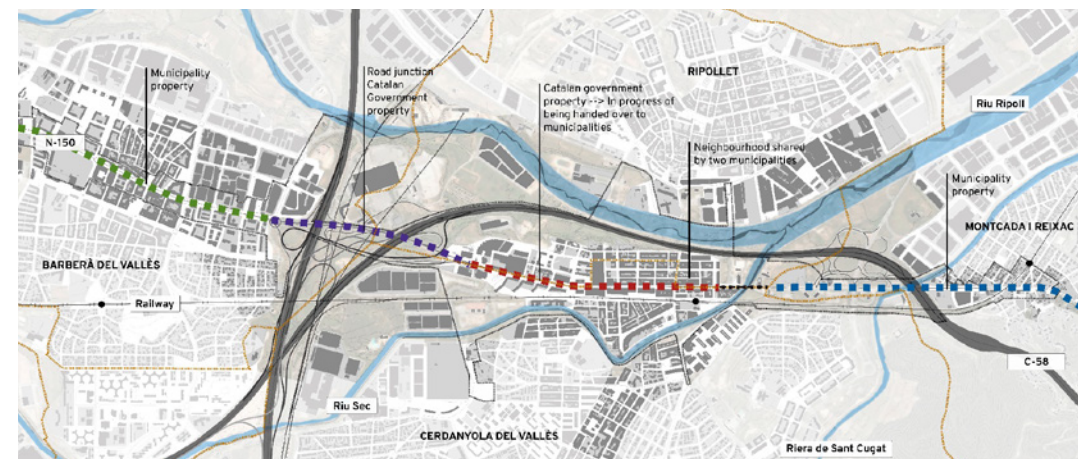 Municipality
property
N-150
Road junction
Catalan
Government
property
Catalan government
property --> In progress of
being handed over to
municipalities
RIPOLLET
Riu Ripoll
Neighbourhood shared
by two municipalities
Municipality
property
MONTCADA I REIXAC
BARBERÀ DEL VALLÈS
Railway
C-58
Riu Sec
CERDANYOLA DEL VALLÈS
Riera de Sant Cugat